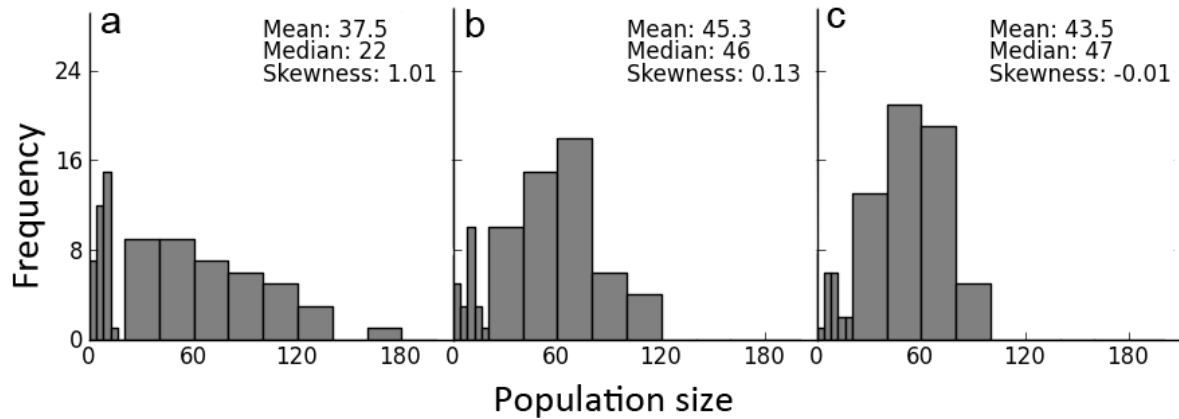 a
Mean: 37.5
Median: 22
Skewness: 1.01
b
Mean: 45.3
Median: 46
Skewness: 0.13
c
Mean: 43.5
Median: 47
Skewness: -0.01
Frequency
24
16
8
0
0 60 120 180
0 60 120 180
0 60 120 180
Population size